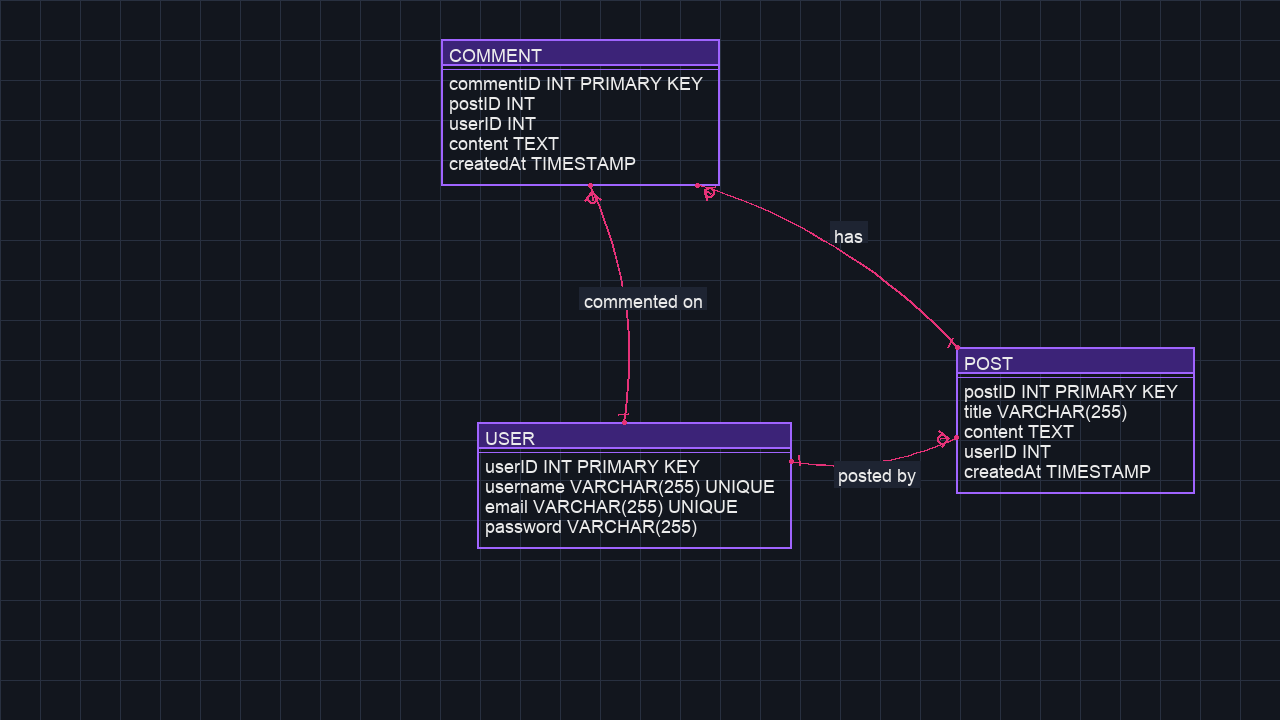 COMMENT
commentID INT PRIMARY KEY
postID INT
userID INT
content TEXT
createdAt TIMESTAMP
has
commented on
POST
postID INT PRIMARY KEY
title VARCHAR(255)
content TEXT
userID INT
createdAt TIMESTAMP
USER
userID INT PRIMARY KEY
username VARCHAR(255) UNIQUE
email VARCHAR(255) UNIQUE
password VARCHAR(255)
posted by